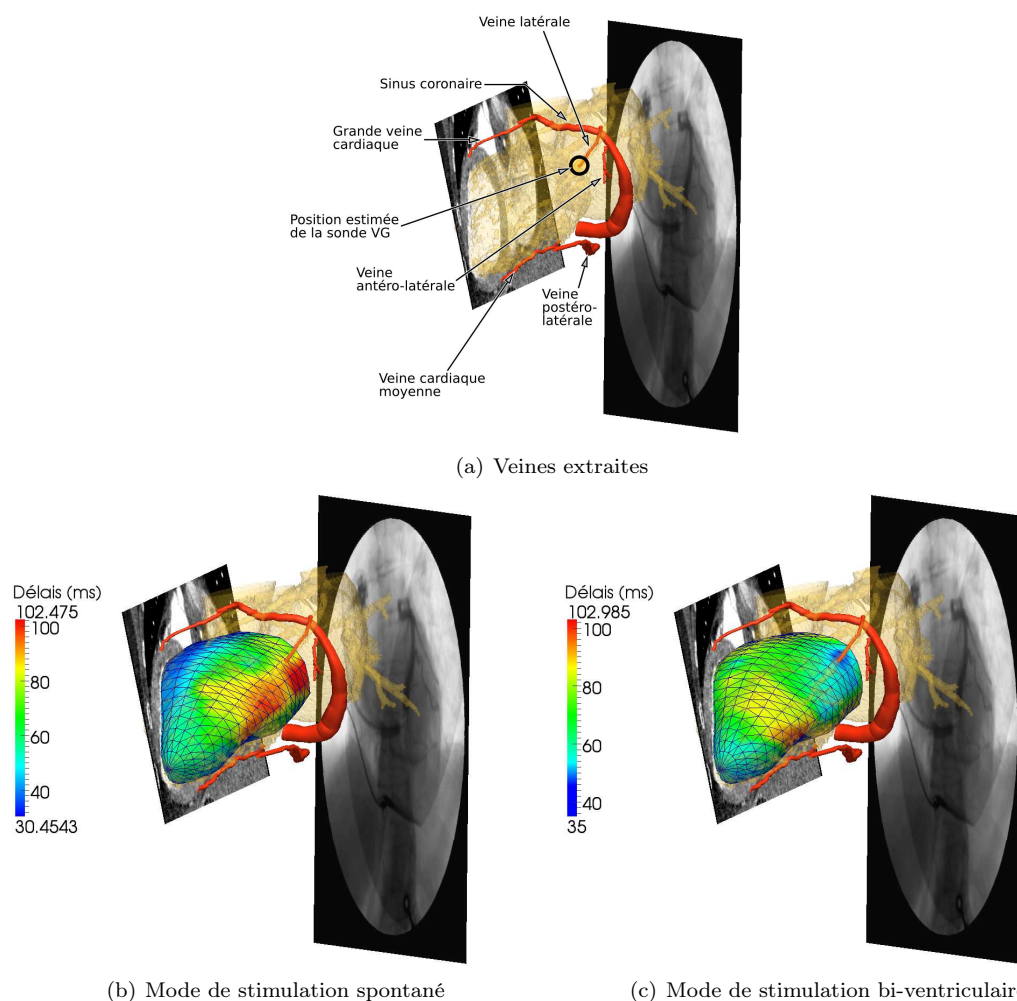 Veine latérale
Sinus coronaire
Grande veine
cardiaque
Position estimée
de la sonde VG
Veine
antéro-latérale
Veine
postéro-
latérale
Veine cardiaque
moyenne
(a) Veines extraites
Délais (ms)
102.475
100
80
60
40
30.4543
(b) Mode de stimulation spontané
Délais (ms)
102.985
100
80
60
40
35
(c) Mode de stimulation bi-ventriculaire